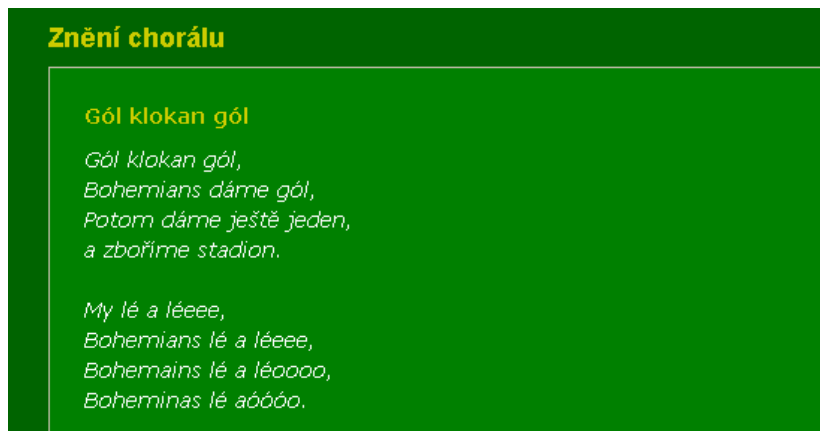 Znění chorálu
Gól klokan gól
Gól klokan gól,
Bohemians dáme gól,
Potom dáme ještě jeden,
a zboříme stadion.
My lé a léeee,
Bohemians lé a léeee,
Bohemains lé a léoooo,
Boheminas lé aóóóo.